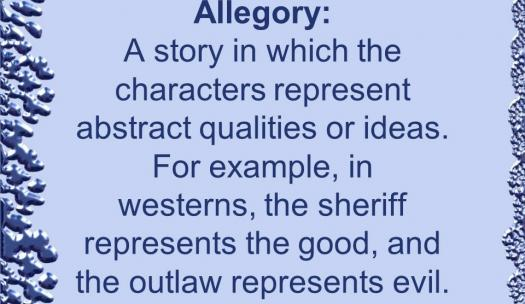 Allegory:
A story in which the
characters represent
abstract qualities or ideas.
For example, in
westerns, the sheriff
represents the good, and
the outlaw represents evil.